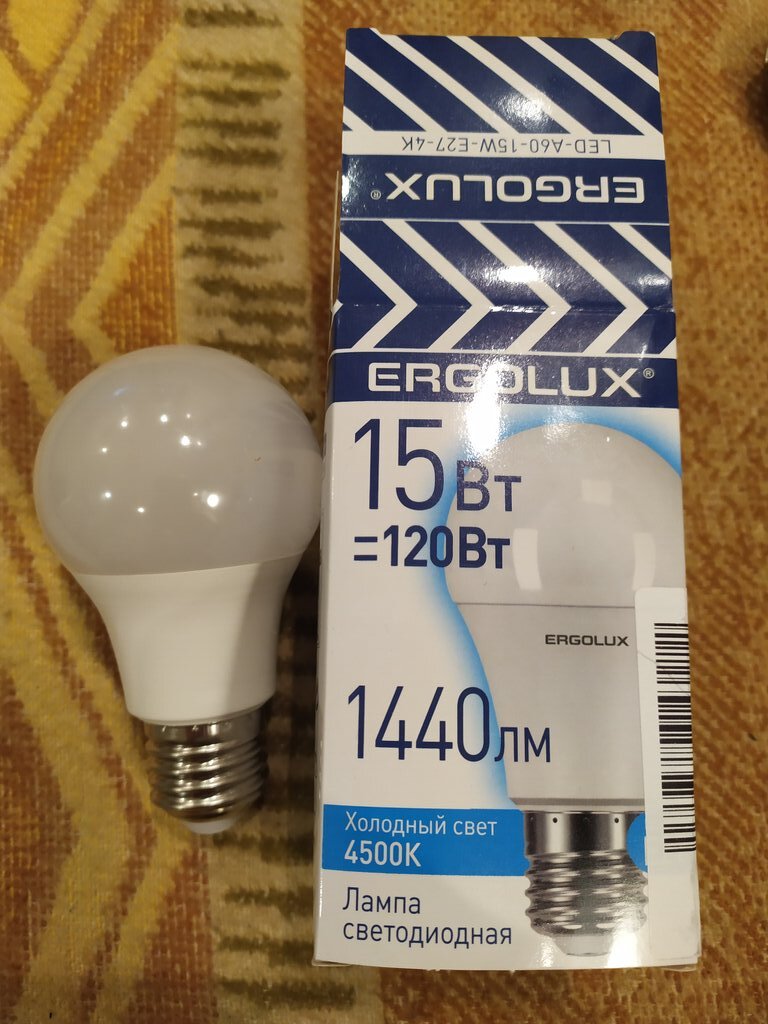 LED-A60-15W-E27-4K
ERGOLUX®
ERGOLUX®
15Вт
=120Вт
ERGOLUX
1440лм
Холодный свет
4500K
Лампа
светодиодная